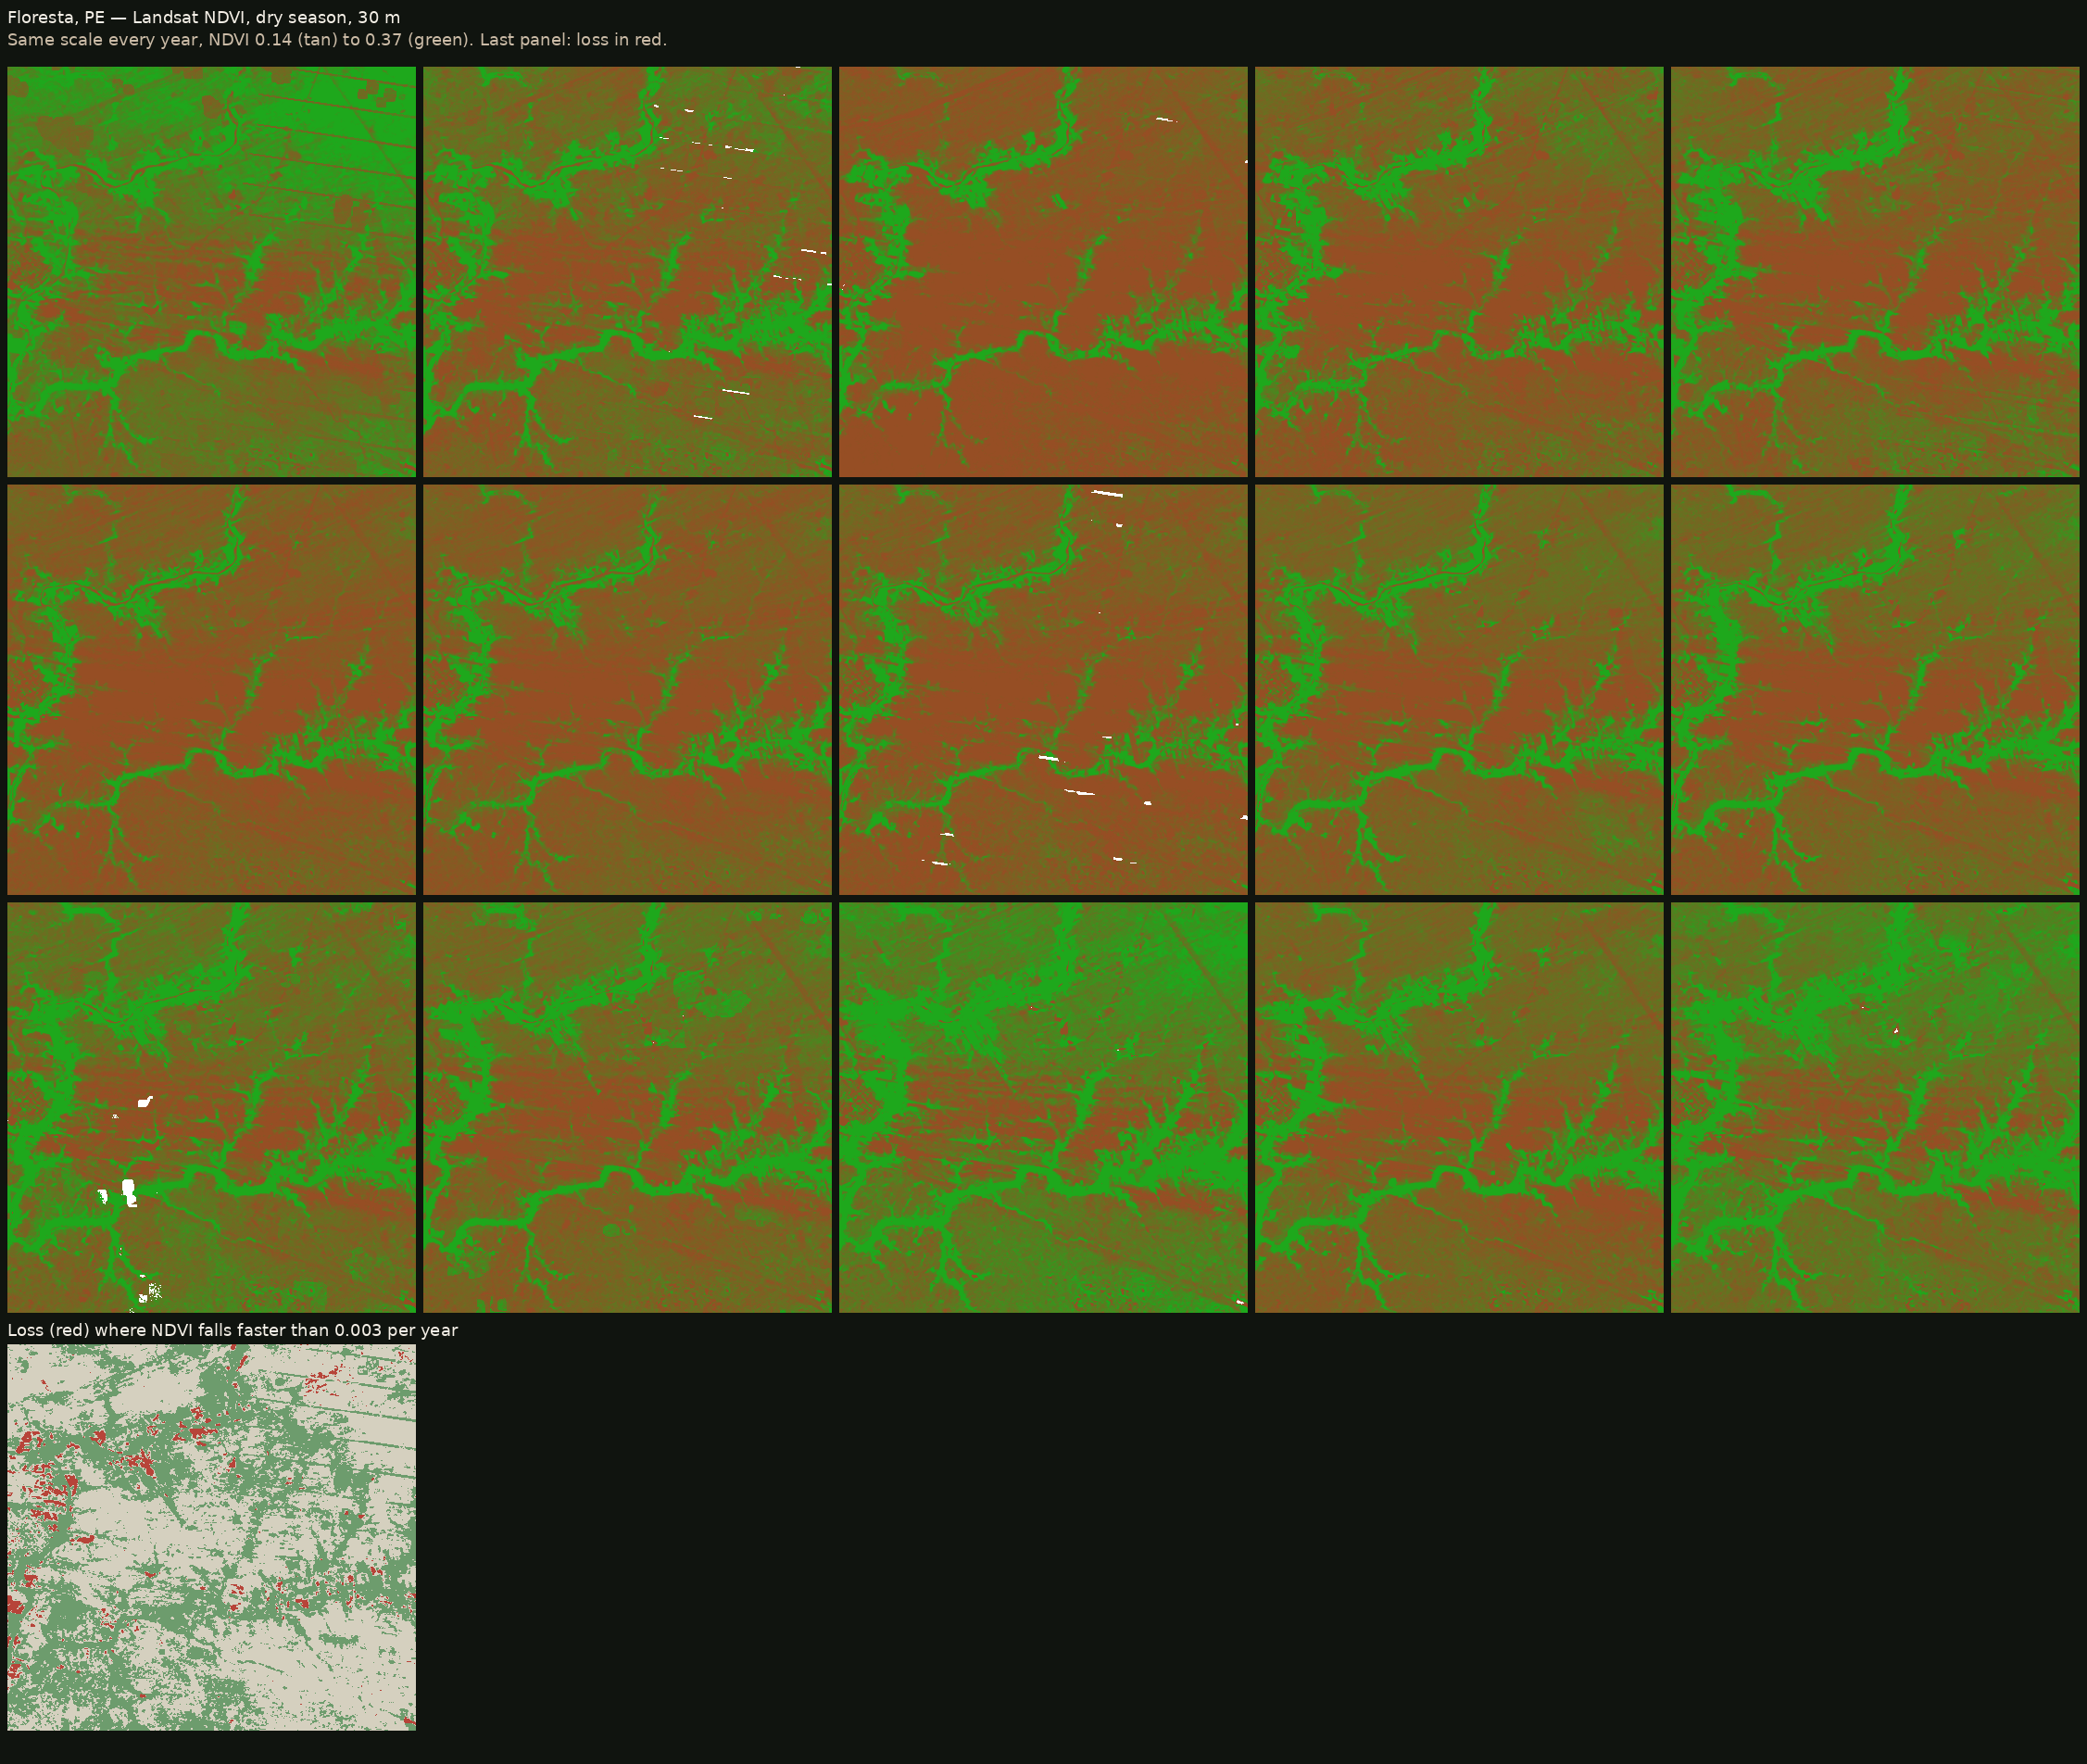 Floresta, PE — Landsat NDVI, dry season, 30 m
Same scale every year, NDVI 0.14 (tan) to 0.37 (green). Last panel: loss in red.
Loss (red) where NDVI falls faster than 0.003 per year